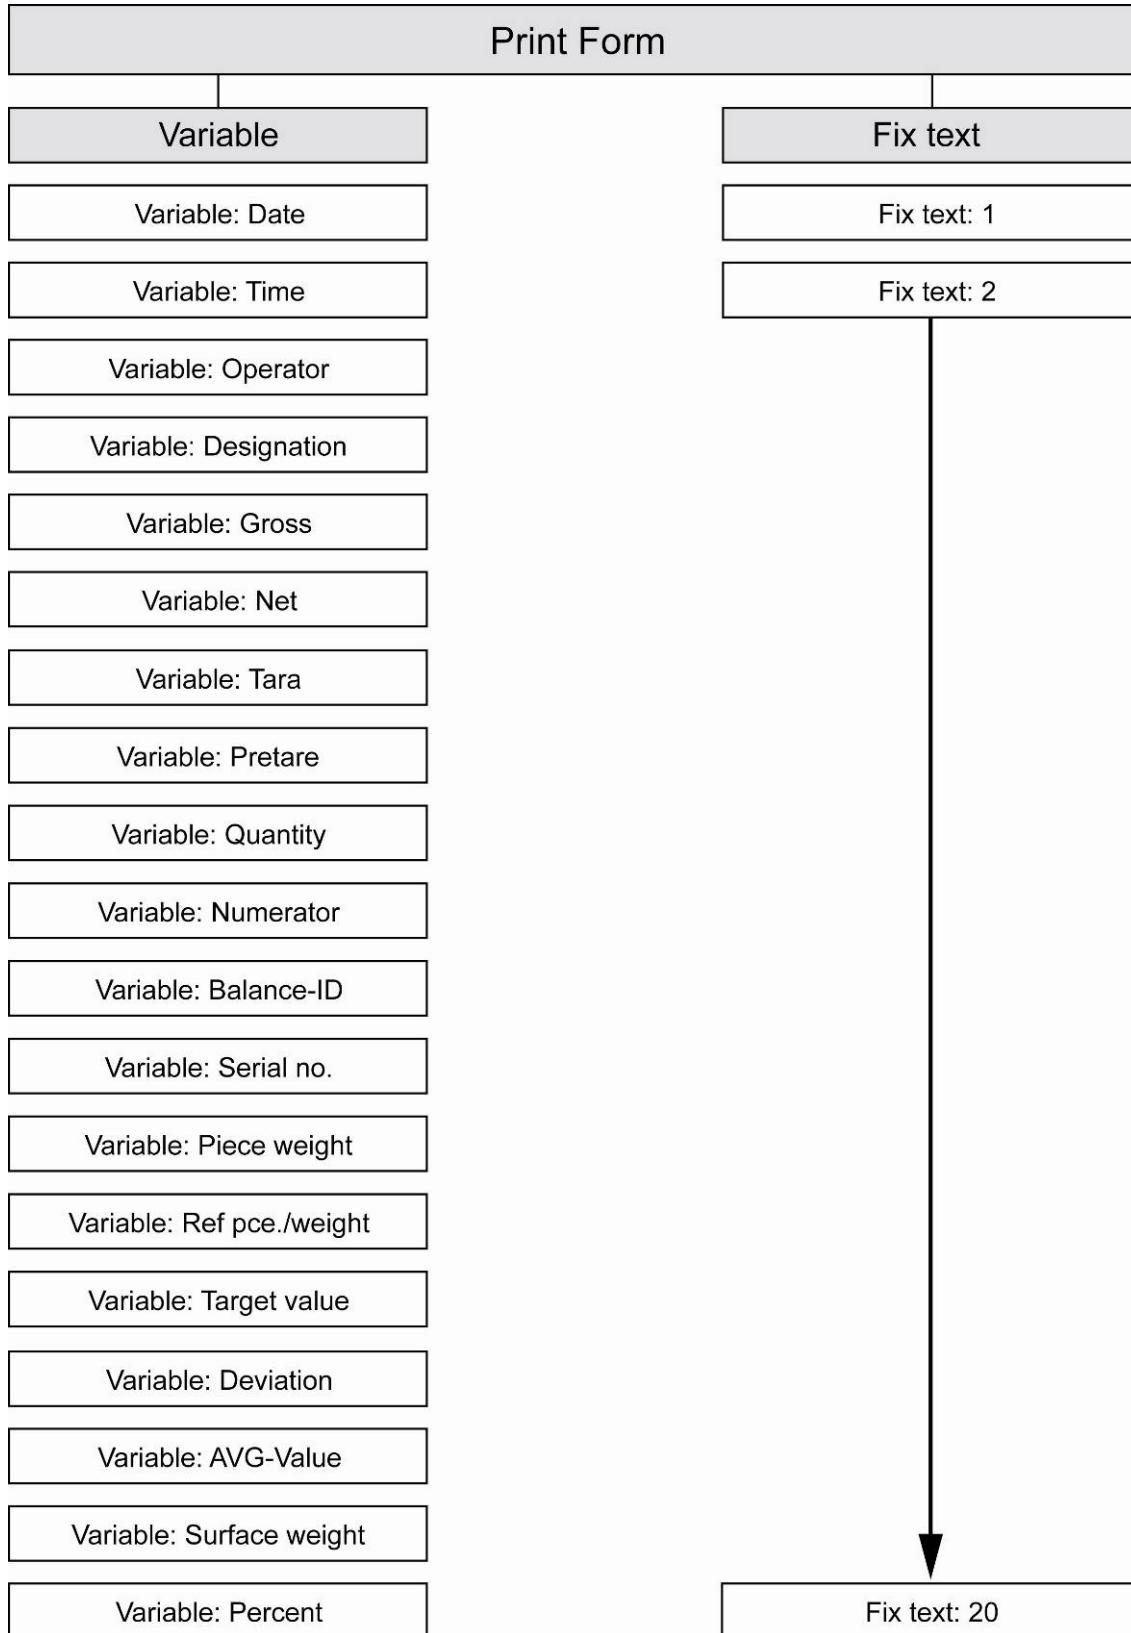 Print Form
Variable
Fix text
Variable: Date
Fix text: 1
Variable: Time
Fix text: 2
Variable: Operator
Variable: Designation
Variable: Gross
Variable: Net
Variable: Tara
Variable: Pretare
Variable: Quantity
Variable: Numerator
Variable: Balance-ID
Variable: Serial no.
Variable: Piece weight
Variable: Ref pce./weight
Variable: Target value
Variable: Deviation
Variable: AVG-Value
Variable: Surface weight
Variable: Percent
Fix text: 20